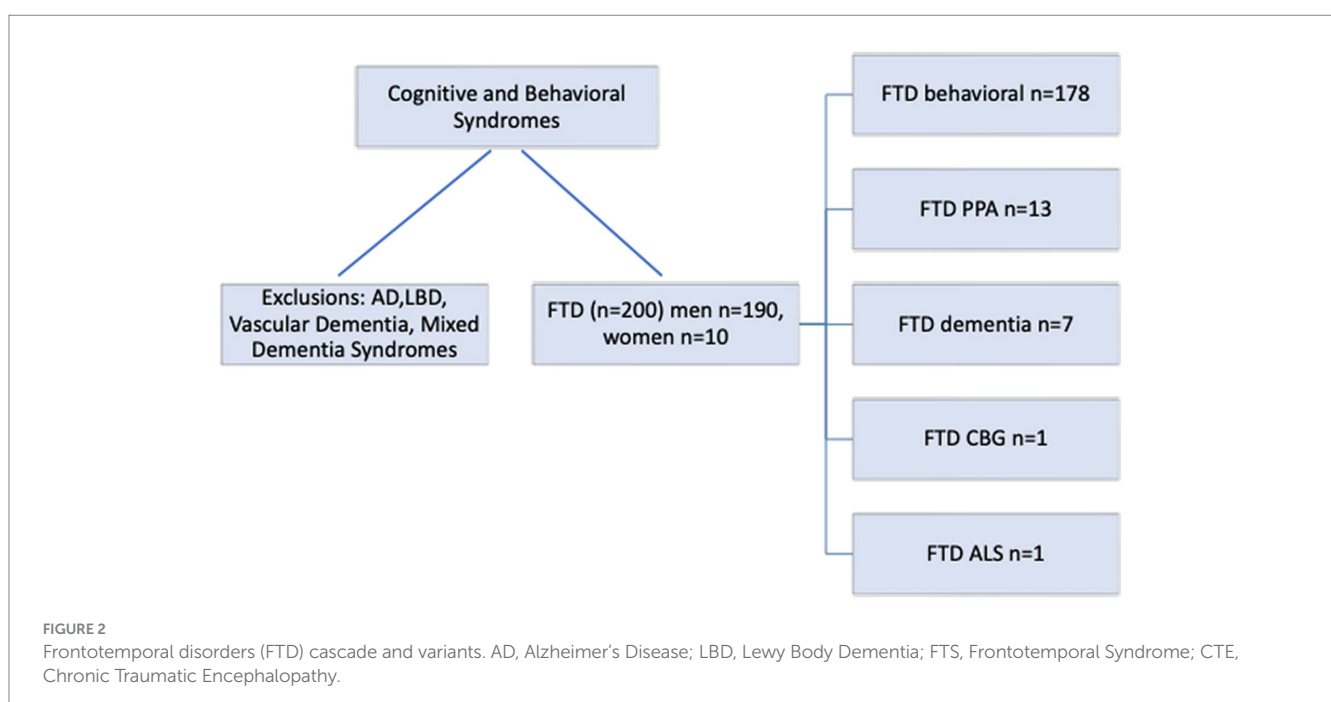 Cognitive and Behavioral
Syndromes
Exclusions: AD,LBD,
Vascular Dementia, Mixed
Dementia Syndromes
FTD (n=200) men n=190,
women n=10
FTD behavioral n=178
FTD PPA n=13
FTD dementia n=7
FTD CBG n=1
FTD ALS n=1
FIGURE 2
Frontotemporal disorders (FTD) cascade and variants. AD, Alzheimer's Disease; LBD, Lewy Body Dementia; FTS, Frontotemporal Syndrome; CTE,
Chronic Traumatic Encephalopathy.